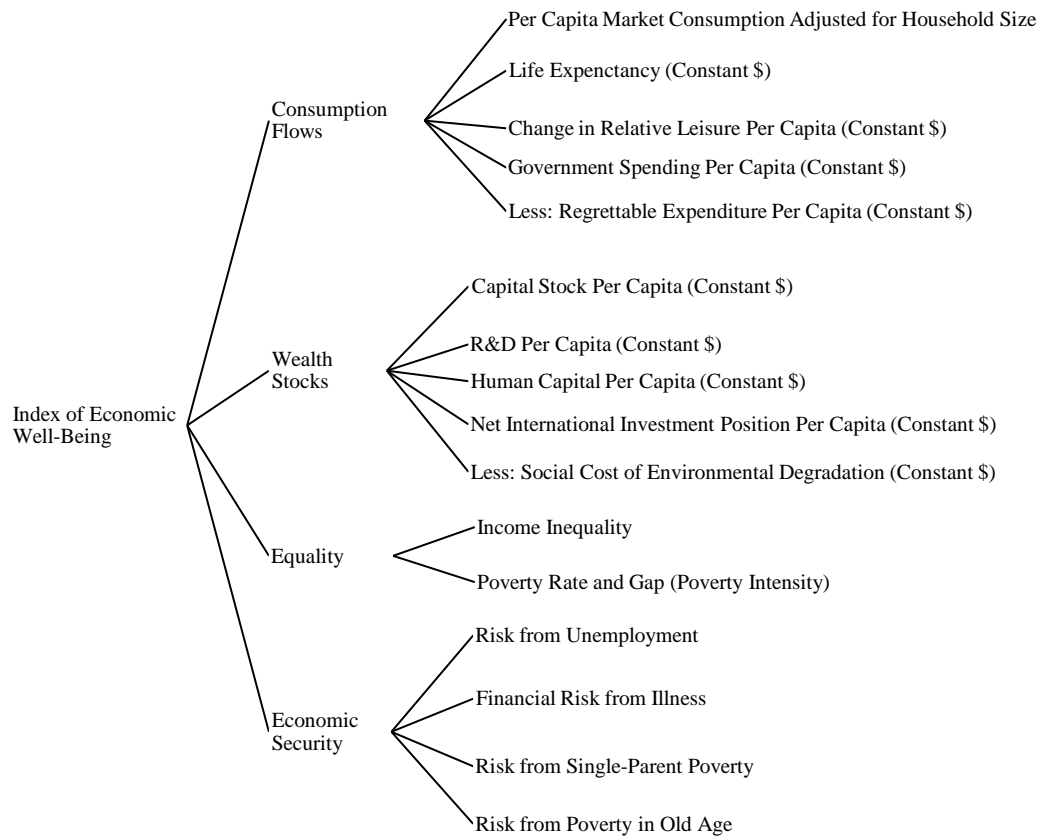 Per Capita Market Consumption Adjusted for Household Size
Life Expenctancy (Constant $)
Consumption
Flows
Change in Relative Leisure Per Capita (Constant $)
Government Spending Per Capita (Constant $)
Less: Regrettable Expenditure Per Capita (Constant $)
Capital Stock Per Capita (Constant $)
R&D Per Capita (Constant $)
Wealth
Stocks
Human Capital Per Capita (Constant $)
Index of Economic
Well-Being
Net International Investment Position Per Capita (Constant $)
Less: Social Cost of Environmental Degradation (Constant $)
Income Inequality
Equality
Poverty Rate and Gap (Poverty Intensity)
Risk from Unemployment
Financial Risk from Illness
Economic
Security
Risk from Single-Parent Poverty
Risk from Poverty in Old Age